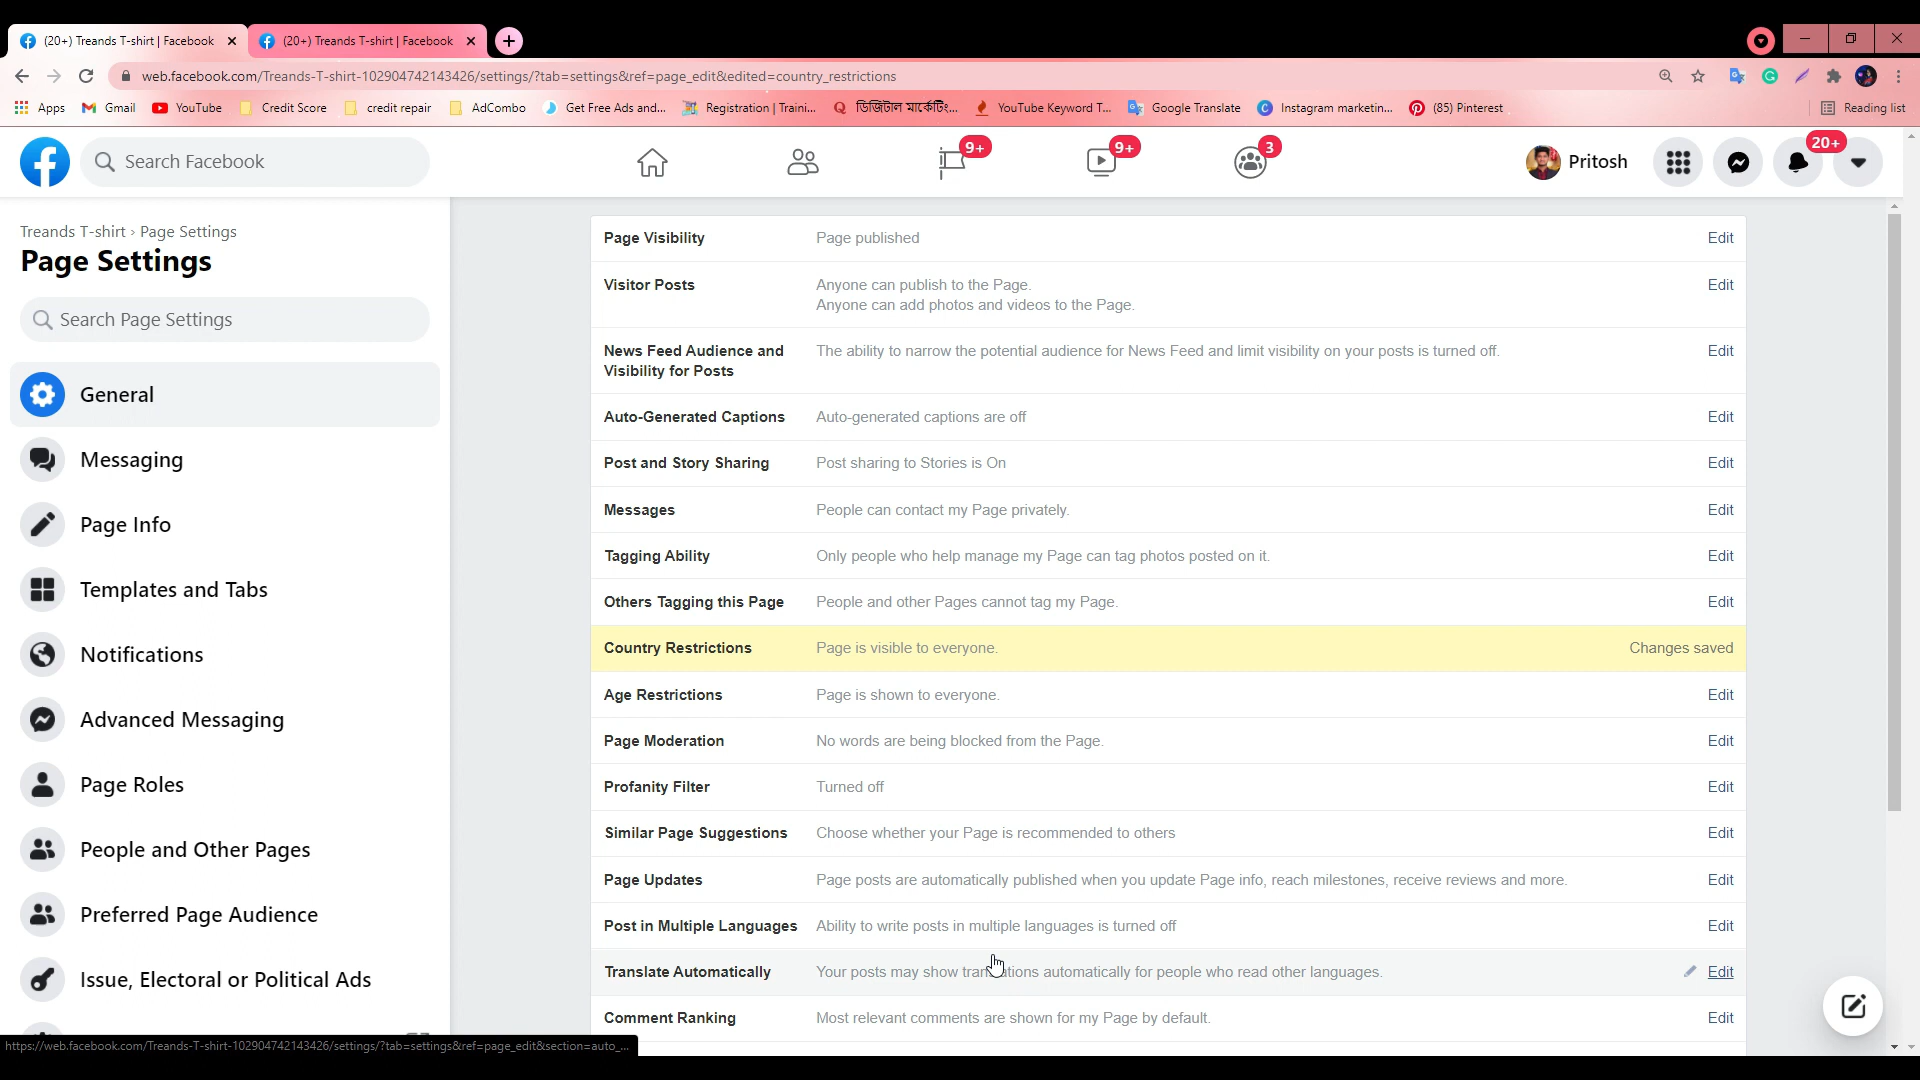 (20+) Treands T-shirt | Facebook
(20+) Treands T-shirt | Facebook
web.facebook.com/Treands-T-shirt-102904742143426/settings/?tab=settings&ref=page_edit&edited=country_restrictions
Apps
Gmail
YouTube
Credit Score
credit repair
AdCombo
Get Free Ads and...
Registration | Traini...
ডিজিটাল মার্কেটিং...
YouTube Keyword T...
Google Translate
Instagram marketin...
(85) Pinterest
Reading list
Search Facebook
9+
9+
3
Pritosh
20+
Treands T-shirt › Page Settings
Page Settings
Search Page Settings
General
Messaging
Page Info
Templates and Tabs
Notifications
Advanced Messaging
Page Roles
People and Other Pages
Preferred Page Audience
Issue, Electoral or Political Ads
Page Visibility Page published Edit
Visitor Posts Anyone can publish to the Page. Edit
Anyone can add photos and videos to the Page.
News Feed Audience and The ability to narrow the potential audience for News Feed and limit visibility on your posts is turned off. Edit
Visibility for Posts
Auto-Generated Captions Auto-generated captions are off Edit
Post and Story Sharing Post sharing to Stories is On Edit
Messages People can contact my Page privately. Edit
Tagging Ability Only people who help manage my Page can tag photos posted on it. Edit
Others Tagging this Page People and other Pages cannot tag my Page. Edit
Country Restrictions Page is visible to everyone. Changes saved
Age Restrictions Page is shown to everyone. Edit
Page Moderation No words are being blocked from the Page. Edit
Profanity Filter Turned off Edit
Similar Page Suggestions Choose whether your Page is recommended to others Edit
Page Updates Page posts are automatically published when you update Page info, reach milestones, receive reviews and more. Edit
Post in Multiple Languages Ability to write posts in multiple languages is turned off Edit
Translate Automatically Your posts may show translations automatically for people who read other languages. Edit
Comment Ranking Most relevant comments are shown for my Page by default. Edit
https://web.facebook.com/Treands-T-shirt-102904742143426/settings/?tab=settings&ref=page_edit&section=auto_...